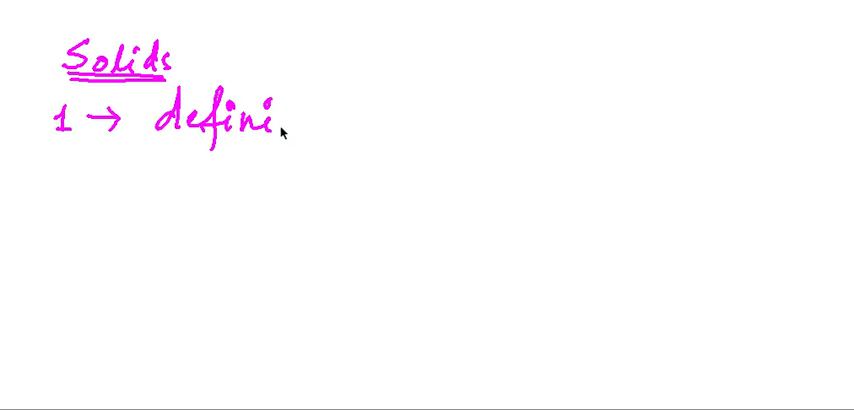 Solids
1 → defini